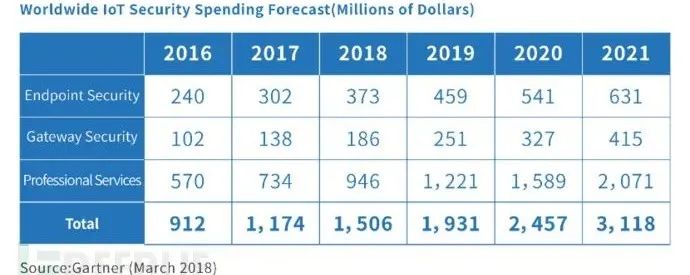 Worldwide IoT Security Spending Forecast(Millions of Dollars)
2016 2017 2018 2019 2020 2021
Endpoint Security 240 302 373 459 541 631
Gateway Security 102 138 186 251 327 415
Professional Services 570 734 946 1,221 1,589 2,071
Total 912 1,174 1,506 1,931 2,457 3,118
Source:Gartner (March 2018)